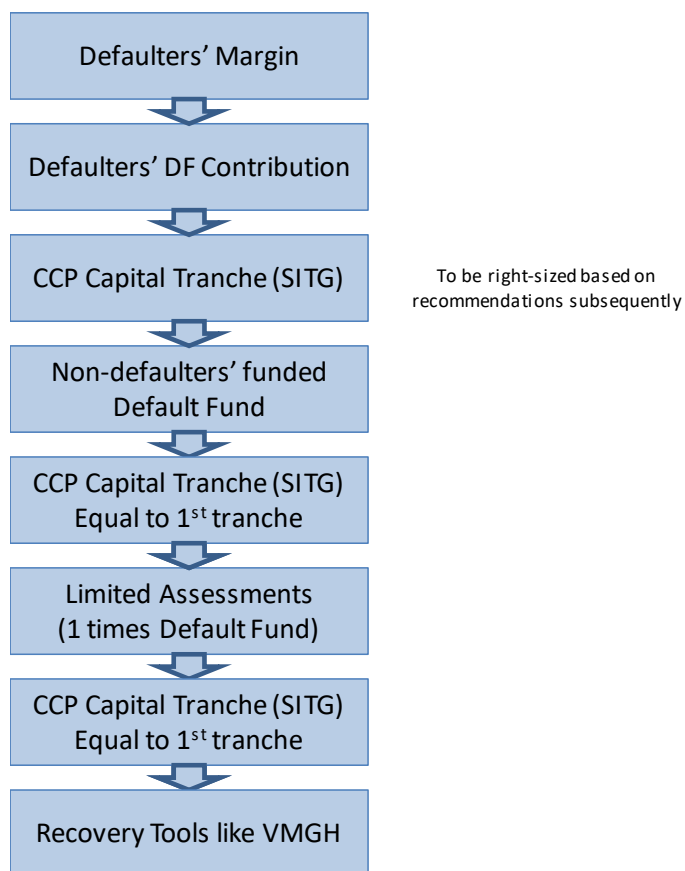 Defaulters’ Margin
Defaulters’ DF Contribution
CCP Capital Tranche (SITG)
To be right-sized based on
recommendations subsequently
Non-defaulters’ funded
Default Fund
CCP Capital Tranche (SITG)
Equal to 1st tranche
Limited Assessments
(1 times Default Fund)
CCP Capital Tranche (SITG)
Equal to 1st tranche
Recovery Tools like VMGH